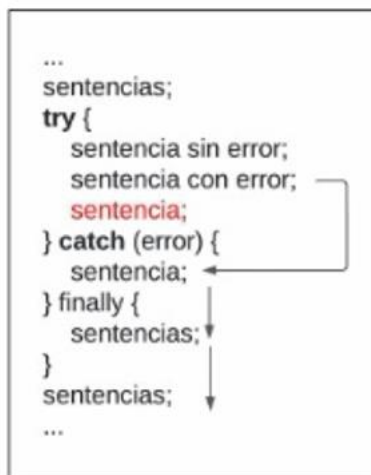 ...
sentencias;
try {
sentencia sin error;
sentencia con error;
sentencia;
} catch (error) {
sentencia;
} finally {
sentencias;
}
sentencias;
...